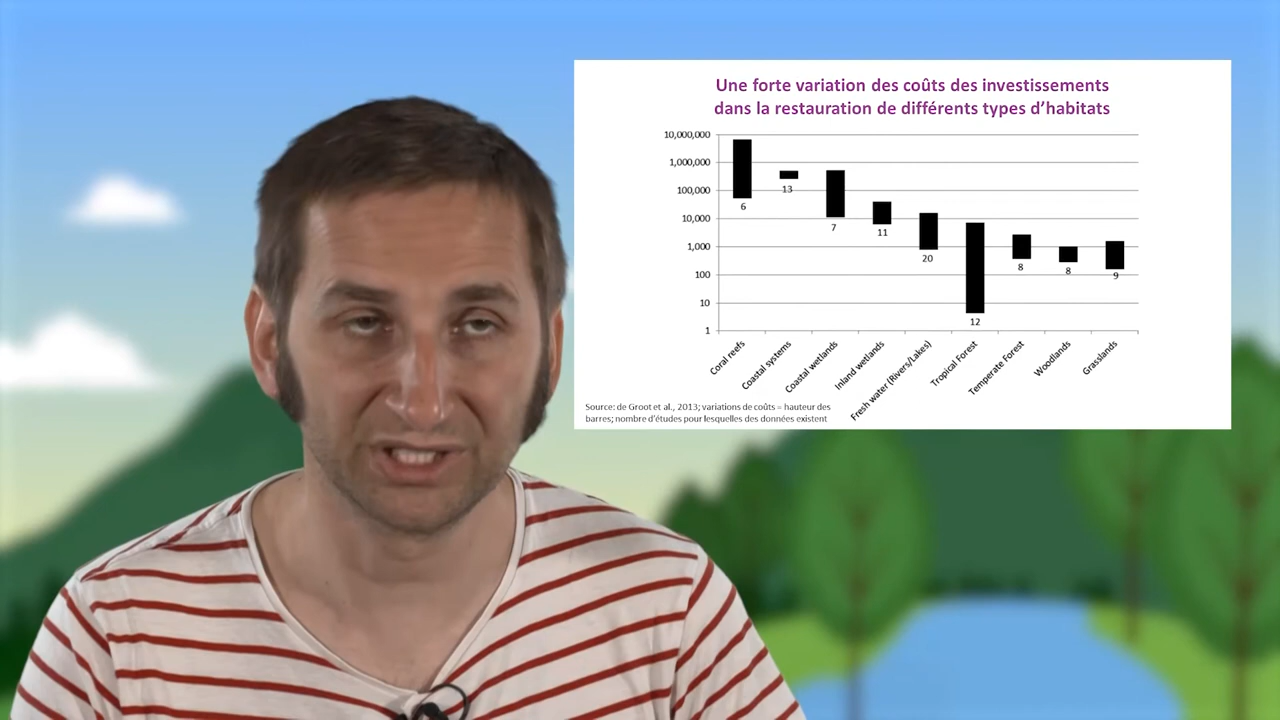 Une forte variation des coûts des investissements
dans la restauration de différents types d'habitats
10,000,000
1,000,000
100,000
10,000
1,000
100
10
1
6
13
7
11
20
12
8
8
9
Coral reefs
Coastal systems
Coastal wetlands
Inland wetlands
Fresh water (Rivers/Lakes)
Tropical Forest
Temperate Forest
Woodlands
Grasslands
Source: de Groot et al., 2013; variations de coûts = hauteur des
barres; nombre d'études pour lesquelles des données existent